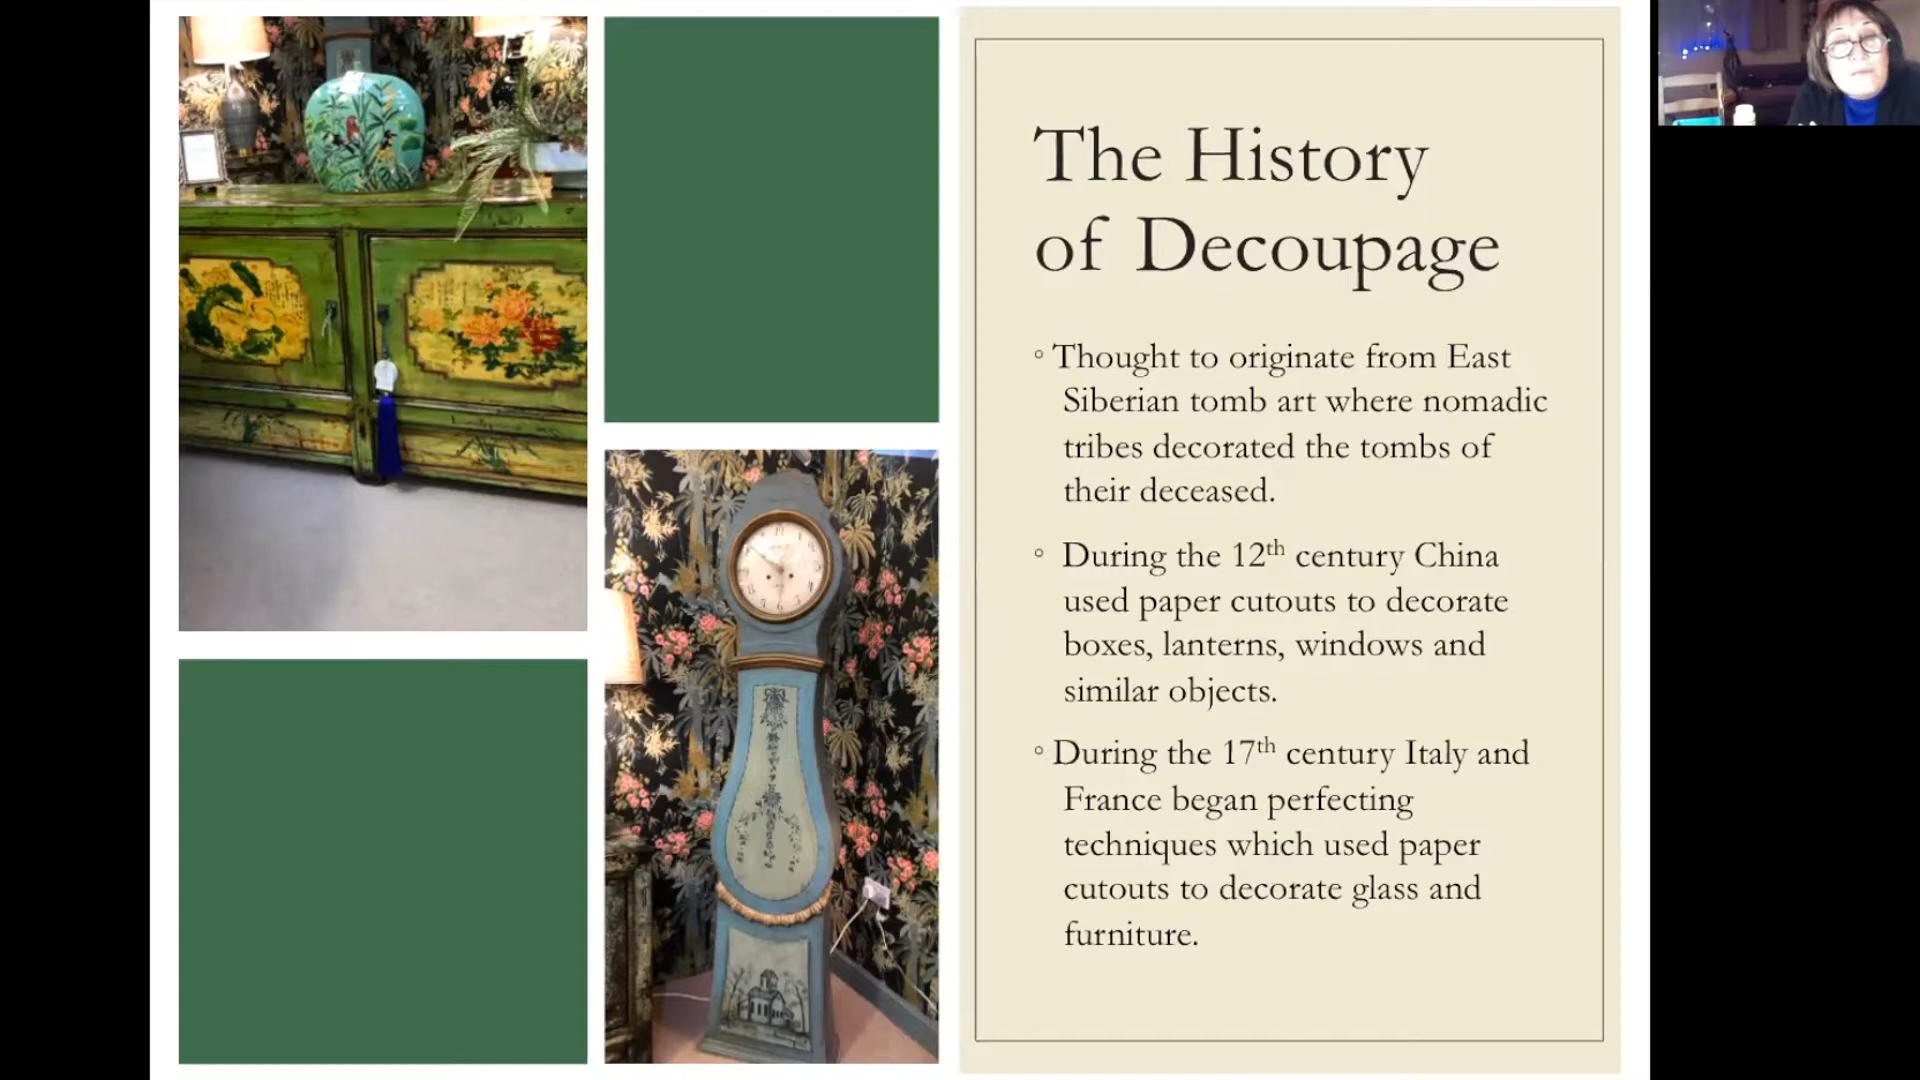 The History
of Decoupage
◦ Thought to originate from East
Siberian tomb art where nomadic
tribes decorated the tombs of
their deceased.
◦ During the 12th century China
used paper cutouts to decorate
boxes, lanterns, windows and
similar objects.
◦ During the 17th century Italy and
France began perfecting
techniques which used paper
cutouts to decorate glass and
furniture.